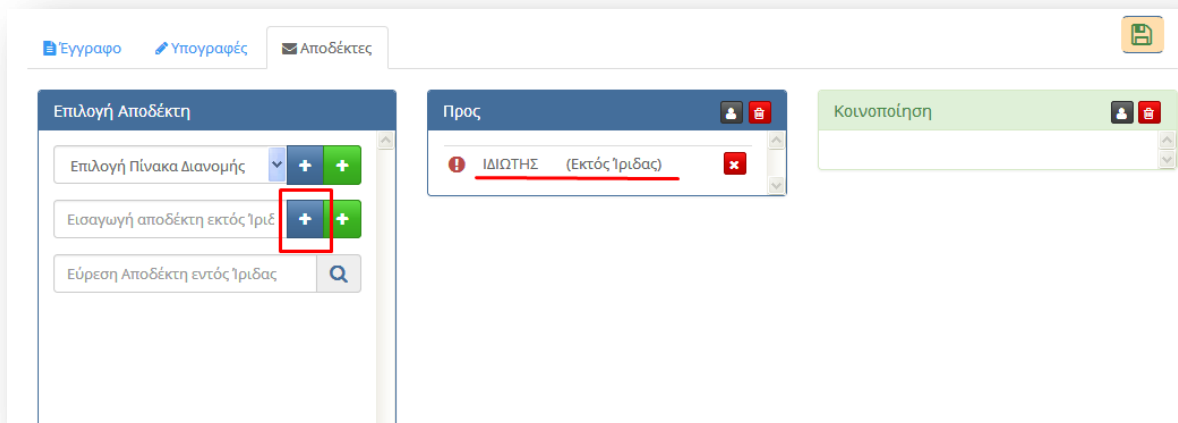 Έγγραφο Υπογραφές Αποδέκτες
Επιλογή Αποδέκτη
Επιλογή Πίνακα Διανομής
Εισαγωγή αποδέκτη εκτός Ίριδ
Εύρεση Αποδέκτη εντός Ίριδας
Προς
ΙΔΙΩΤΗΣ (Εκτός Ίριδας)
Κοινοποίηση